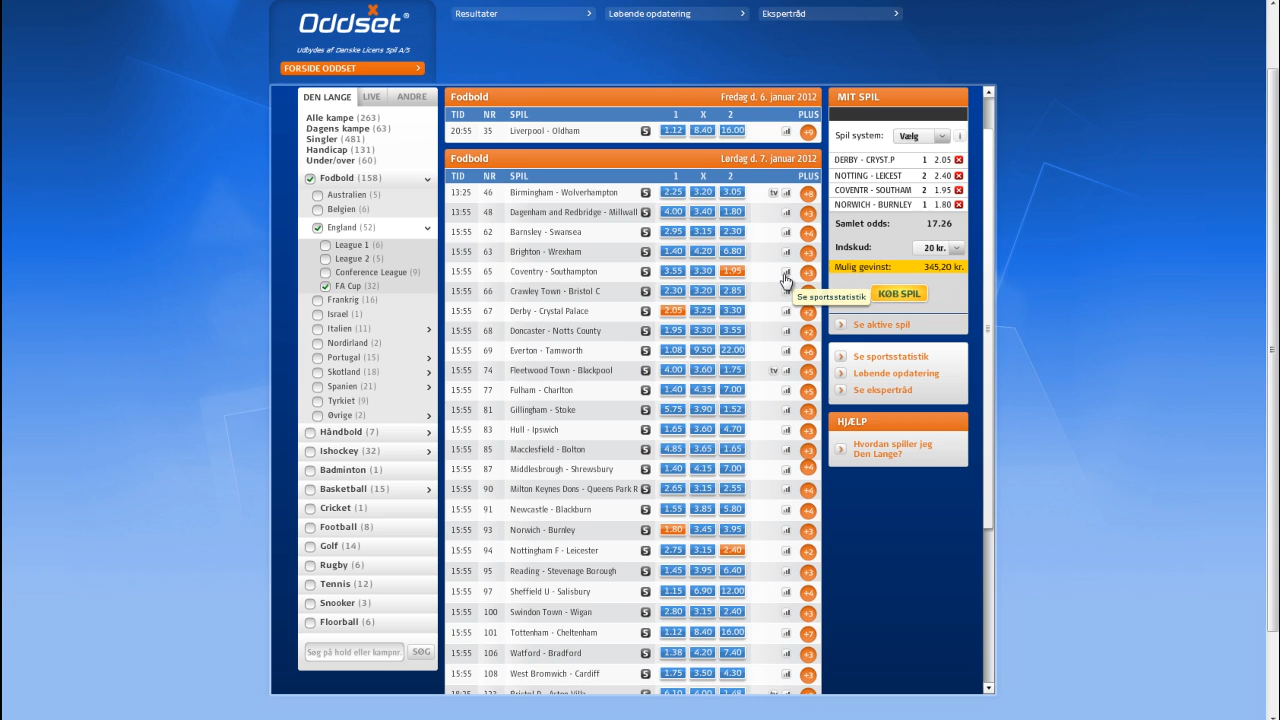 Oddset®
Udbydes af Danske Licens Spil A/S
FORSIDE ODDSET
Resultater
Løbende opdatering
Ekspertråd
DEN LANGE LIVE ANDRE
Alle kampe (263)
Dagens kampe (63)
Singler (481)
Handicap (131)
Under/over (60)
Fodbold (158)
Australien (5)
Belgien (6)
England (52)
League 1 (6)
League 2 (5)
Conference League (9)
FA Cup (32)
Frankrig (16)
Israel (1)
Italien (11)
Nordirland (2)
Portugal (15)
Skotland (18)
Spanien (21)
Tyrkiet (9)
Øvrige (2)
Håndbold (7)
Ishockey (32)
Badminton (1)
Basketball (15)
Cricket (1)
Football (8)
Golf (14)
Rugby (6)
Tennis (12)
Snooker (3)
Floorball (6)
Søg på hold eller kampnr. SØG
Fodbold Fredag d. 6. januar 2012
TID NR SPIL 1 X 2 PLUS
20:55 35 Liverpool - Oldham S 1.12 8.40 16.00 +9
Fodbold Lørdag d. 7. januar 2012
TID NR SPIL 1 X 2 PLUS
13:25 46 Birmingham - Wolverhampton S 2.25 3.20 3.05 tv +8
13:55 48 Dagenham and Redbridge - Millwall S 4.00 3.40 1.80 +3
15:55 62 Barnsley - Swansea S 2.95 3.15 2.30 +4
15:55 63 Brighton - Wrexham S 1.40 4.20 6.80 +3
15:55 65 Coventry - Southampton S 3.55 3.30 1.95 +3
15:55 66 Crawley Town - Bristol C S 3.20 3.20 2.85
15:55 67 Derby - Crystal Palace S 2.05 3.25 3.30 +2
15:55 68 Doncaster - Notts County S 1.95 3.30 3.55 +2
15:55 69 Everton - Tamworth S 1.08 9.50 22.00 +6
15:55 74 Fleetwood Town - Blackpool S 4.00 3.60 1.75 tv +5
15:55 77 Fulham - Charlton S 1.40 4.35 7.00 +5
15:55 81 Gillingham - Stoke S 5.75 3.90 1.52 +3
15:55 83 Hull - Ipswich S 1.65 3.60 4.70 +3
15:55 85 Macclesfield - Bolton S 4.85 3.65 1.65 +3
15:55 87 Middlesbrough - Shrewsbury S 1.40 4.15 7.00 +4
15:55 90 Milton Keynes Dons - Queens Park R S 2.65 3.15 2.55 +4
15:55 91 Newcastle - Blackburn S 1.55 3.85 5.80 +4
15:55 93 Norwich - Burnley S 1.80 3.45 3.95 +3
15:55 94 Nottingham F - Leicester S 2.75 3.15 2.40 +2
15:55 95 Reading - Stevenage Borough S 1.45 3.95 6.40 +3
15:55 97 Sheffield U - Salisbury S 1.15 6.90 12.00 +4
15:55 100 Swindon Town - Wigan S 2.80 3.15 2.40 +3
15:55 101 Tottenham - Cheltenham S 1.12 8.40 16.00 +7
15:55 106 Watford - Bradford S 1.38 4.20 7.40 +3
15:55 108 West Bromwich - Cardiff S 1.75 3.50 4.30 +3
Se sportsstatistik
MIT SPIL
Spil system: Vælg i
DERBY - CRYST.P 1 2.05
NOTTING - LEICEST 2 2.40
COVENTR - SOUTHAM 2 1.95
NORWICH - BURNLEY 1 1.80
Samlet odds: 17.26
Indskud: 20 kr.
Mulig gevinst: 345,20 kr.
KØB SPIL
Se aktive spil
Se sportsstatistik
Løbende opdatering
Se ekspertråd
HJÆLP
Hvordan spiller jeg
Den Lange?